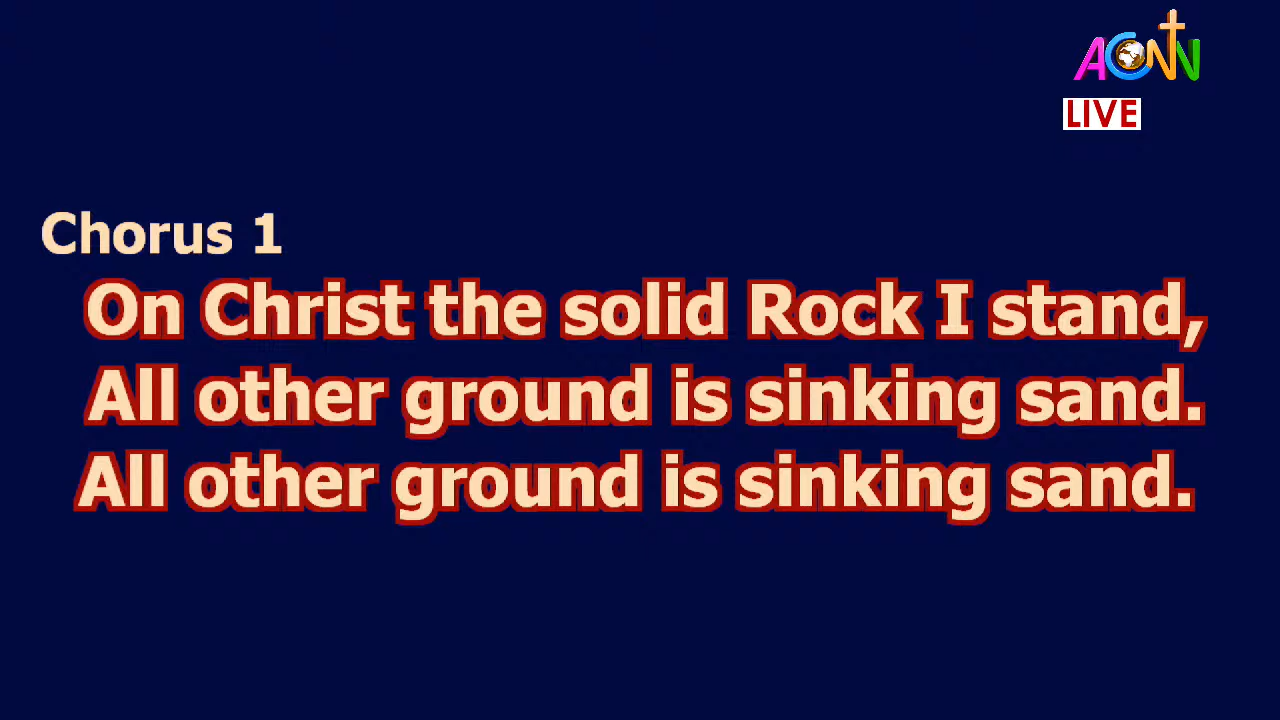 ACNN
LIVE
Chorus 1
On Christ the solid Rock I stand,
All other ground is sinking sand.
All other ground is sinking sand.